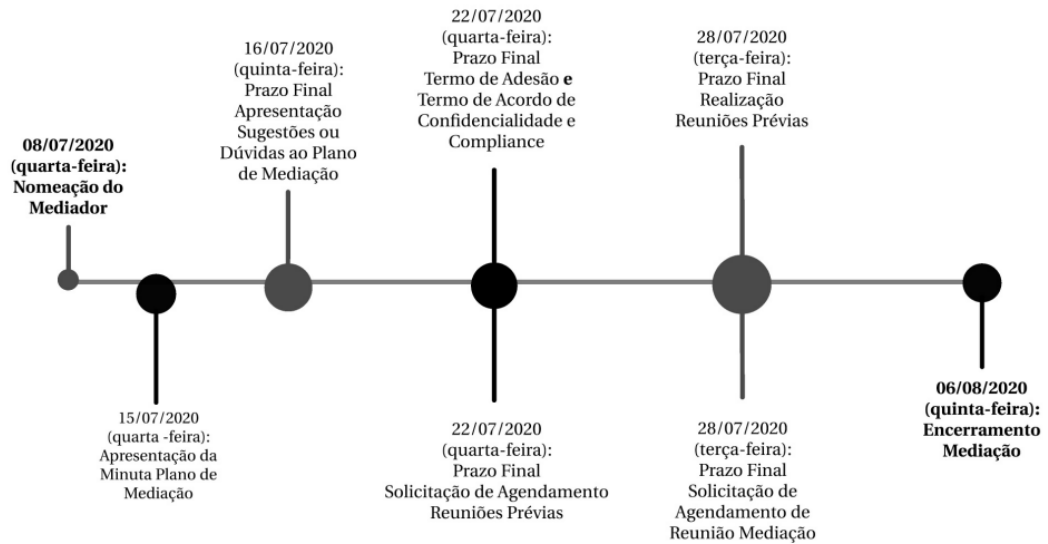 08/07/2020
(quarta-feira):
Nomeação do
Mediador
15/07/2020
(quarta -feira):
Apresentação da
Minuta Plano de
Mediação
16/07/2020
(quinta-feira):
Prazo Final
Apresentação
Sugestões ou
Dúvidas ao Plano
de Mediação
22/07/2020
(quarta-feira):
Prazo Final
Termo de Adesão e
Termo de Acordo de
Confidencialidade e
Compliance
22/07/2020
(quarta-feira):
Prazo Final
Solicitação de Agendamento
Reuniões Prévias
28/07/2020
(terça-feira):
Prazo Final
Realização
Reuniões Prévias
28/07/2020
(terça-feira):
Prazo Final
Solicitação de
Agendamento de
Reunião Mediação
06/08/2020
(quinta-feira):
Encerramento
Mediação